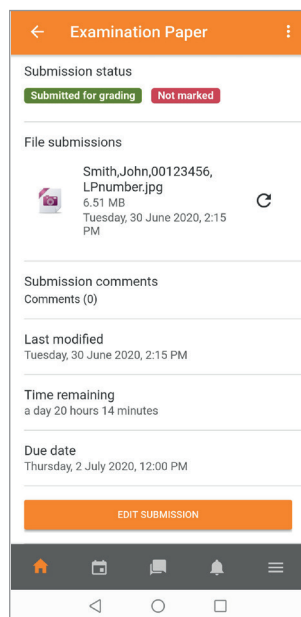 Examination Paper
Submission status
Submitted for grading Not marked
File submissions
Smith,John,00123456,
LPnumber.jpg
6.51 MB
Tuesday, 30 June 2020, 2:15
PM
Submission comments
Comments (0)
Last modified
Tuesday, 30 June 2020, 2:15 PM
Time remaining
a day 20 hours 14 minutes
Due date
Thursday, 2 July 2020, 12:00 PM
EDIT SUBMISSION